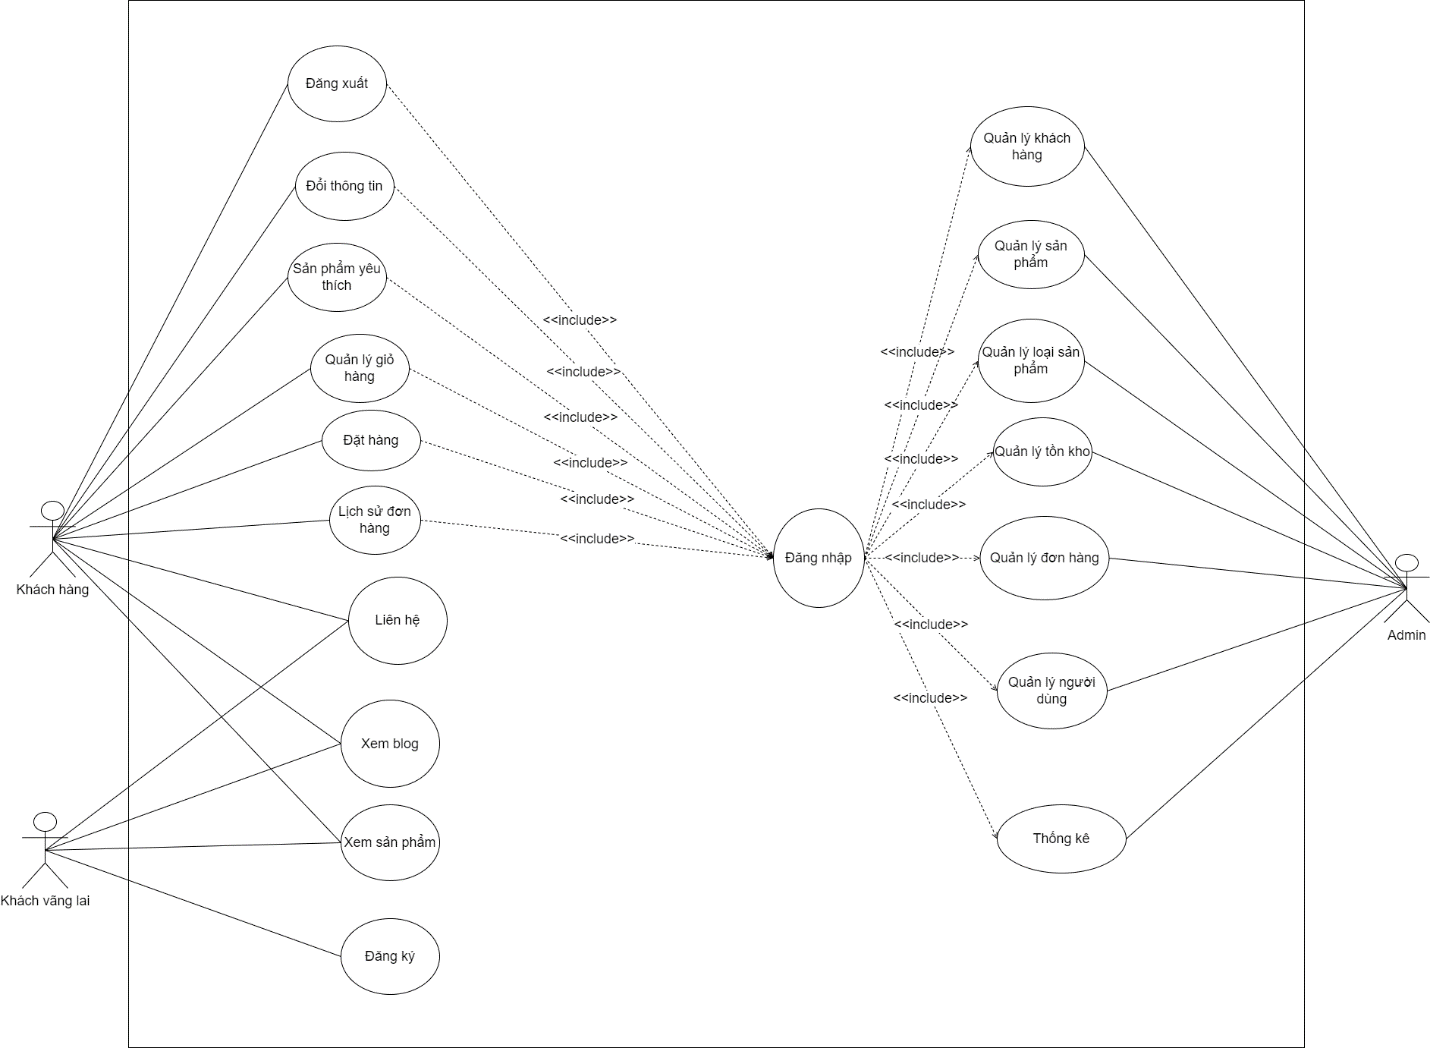 Đăng xuất
Đổi thông tin
Sản phẩm yêu
thích
Quản lý giỏ
hàng
Đặt hàng
Lịch sử đơn
hàng
Liên hệ
Xem blog
Xem sản phẩm
Đăng ký
Khách hàng
Khách vãng lai
<<include>>
<<include>>
<<include>>
<<include>>
<<include>>
<<include>>
Đăng nhập
<<include>>
<<include>>
<<include>>
<<include>>
<<include>>
<<include>>
<<include>>
Quản lý khách
hàng
Quản lý sản
phẩm
Quản lý loại sản
phẩm
Quản lý tồn kho
Quản lý đơn hàng
Quản lý người
dùng
Thống kê
Admin